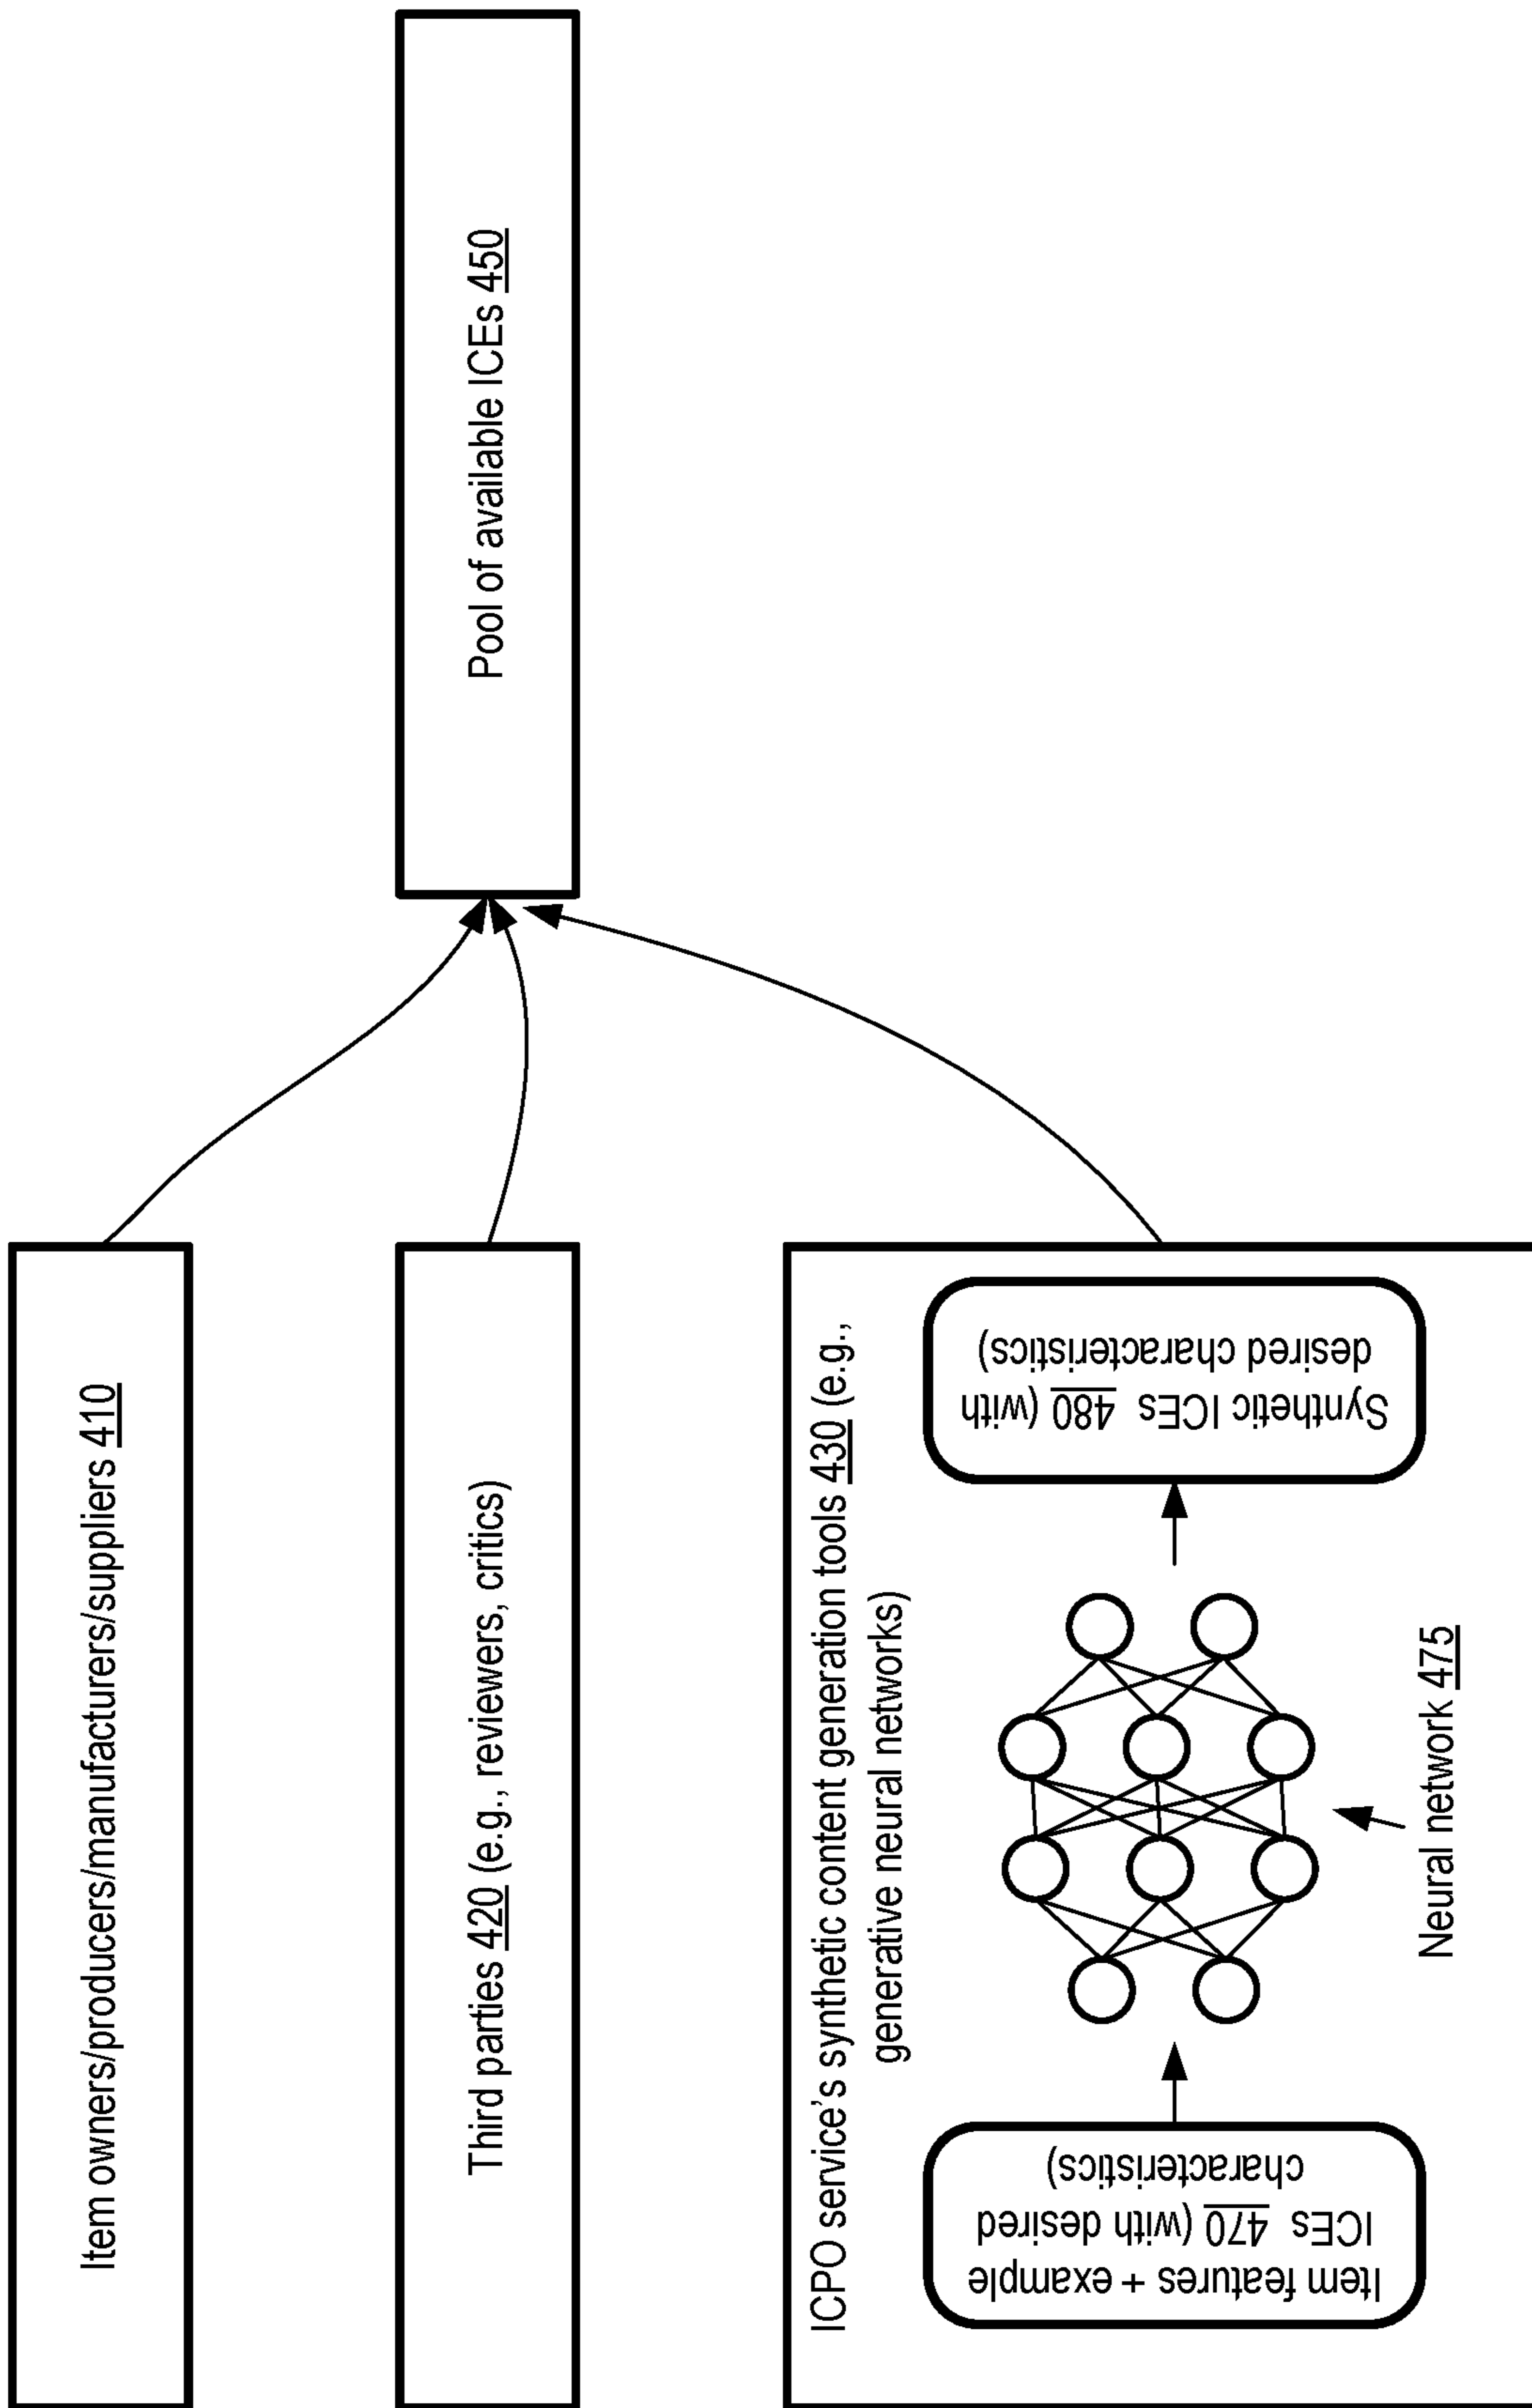 Item owners/producers/manufacturers/suppliers 410
Third parties 420 (e.g., reviewers, critics)
Pool of available ICEs 450
ICPO service’s synthetic content generation tools 430 (e.g.,
generative neural networks)
Item features + example
ICEs 470 (with desired
characteristics)
Neural network 475
Synthetic ICEs 480 (with
desired characteristics)